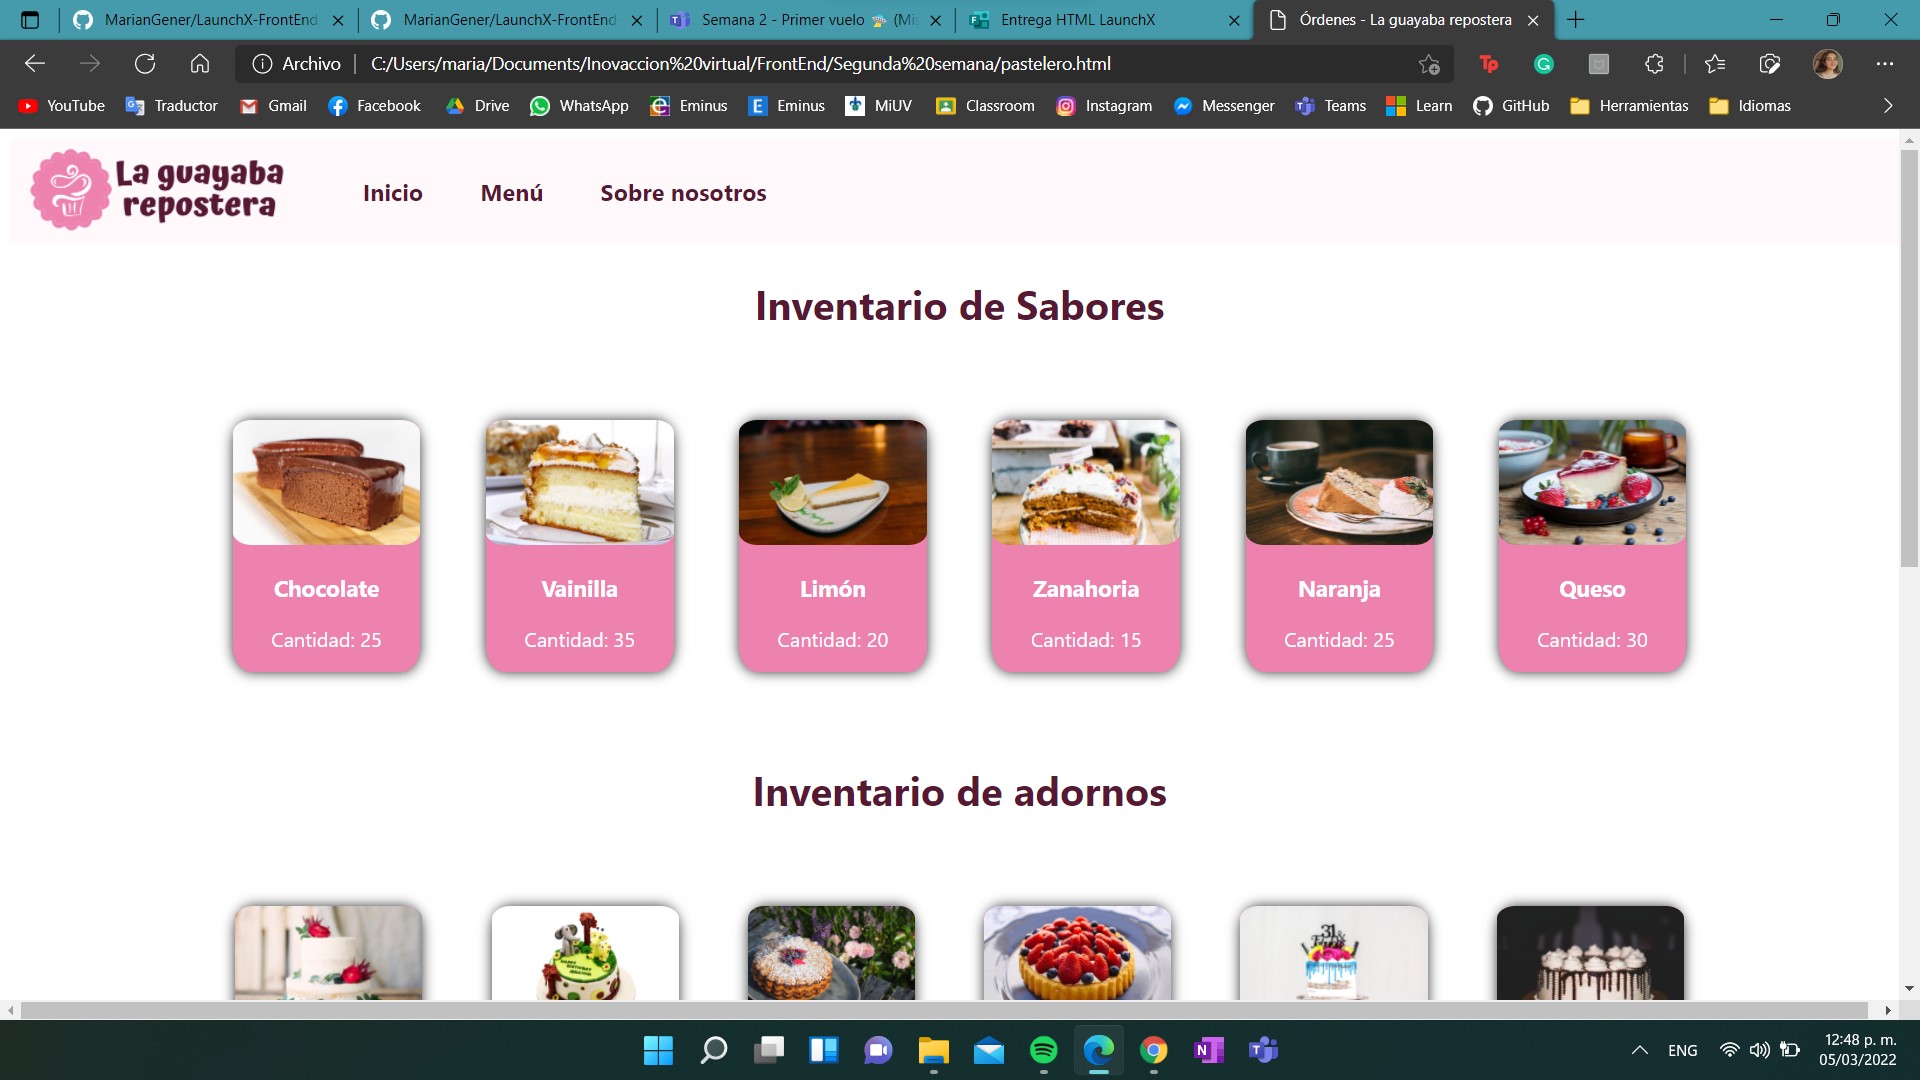 MarianGener/LaunchX-FrontEnd
MarianGener/LaunchX-FrontEnd-
Semana 2 - Primer vuelo
Entrega HTML LaunchX
Órdenes - La guayaba repostera
Archivo
C:/Users/maria/Documents/Inovaccion%20virtual/FrontEnd/Segunda%20semana/pastelero.html
YouTube
Traductor
Gmail
Facebook
Drive
WhatsApp
Eminus
Eminus
MiUV
Classroom
Instagram
Messenger
Teams
Learn
GitHub
Herramientas
Idiomas
La guayaba
repostera
Inicio
Menú
Sobre nosotros
Inventario de Sabores
Chocolate
Cantidad: 25
Vainilla
Cantidad: 35
Limón
Cantidad: 20
Zanahoria
Cantidad: 15
Naranja
Cantidad: 25
Queso
Cantidad: 30
Inventario de adornos
ENG
12:48 p. m.
05/03/2022